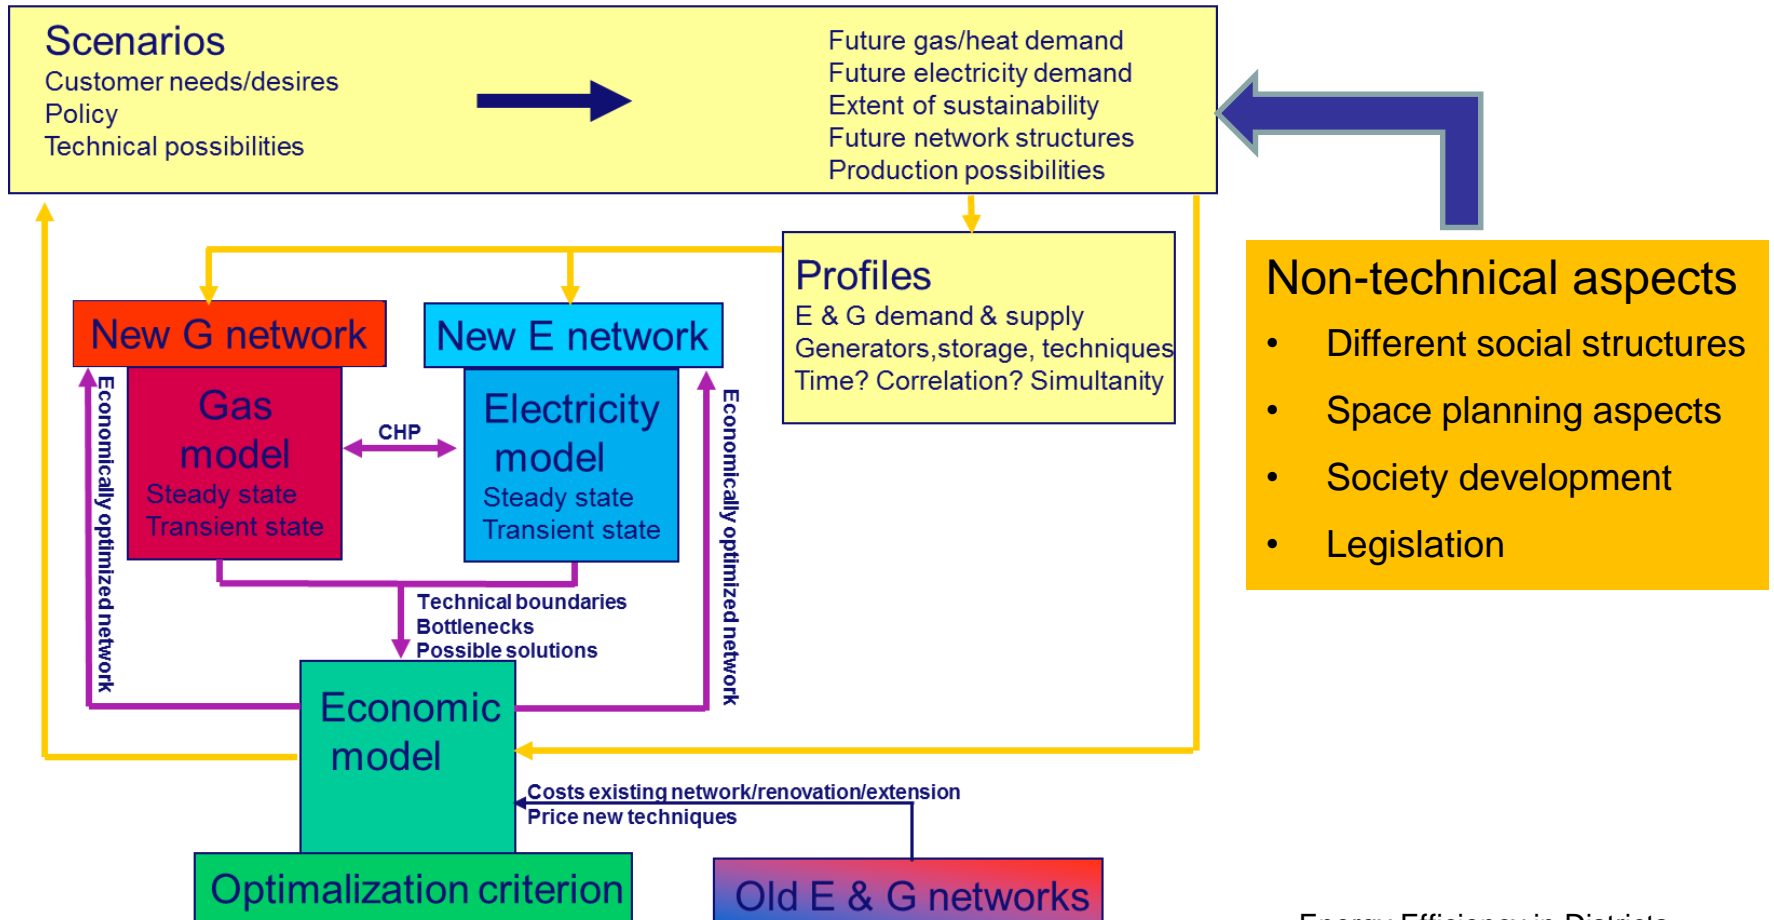 Scenarios
Customer needs/desires
Policy
Technical possibilities
Future gas/heat demand
Future electricity demand
Extent of sustainability
Future network structures
Production possibilities
Non-technical aspects
• Different social structures
• Space planning aspects
• Society development
• Legislation
Profiles
E & G demand & supply
Generators,storage, techniques
Time? Correlation? Simultanity
New G network
New E network
Gas
model
Steady state
Transient state
CHP
Electricity
model
Steady state
Transient state
Economically optimized network
Economically optimized network
Technical boundaries
Bottlenecks
Possible solutions
Economic
model
Costs existing network/renovation/extension
Price new techniques
Optimalization criterion
Old E & G networks
Energy Efficiency in Districts